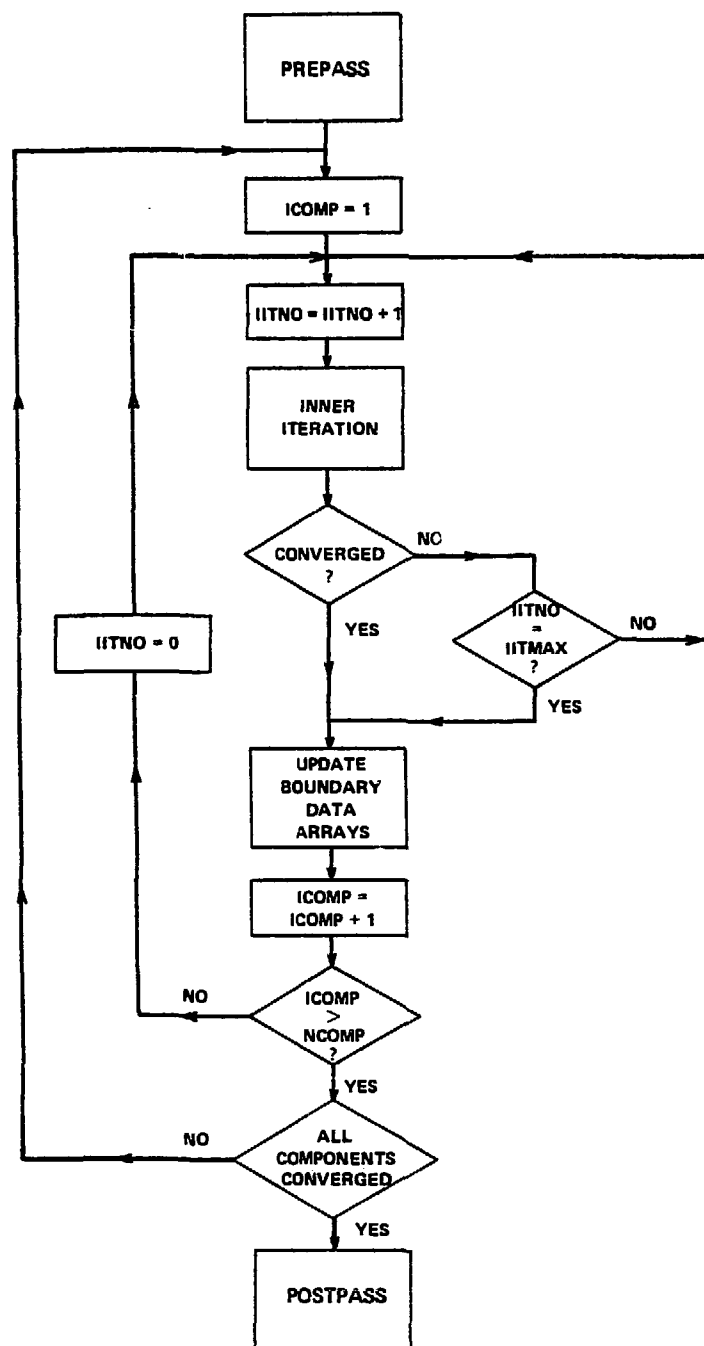 PREPASS
ICOMP = 1
IITNO = IITNO + 1
INNER
ITERATION
CONVERGED
?
NO
YES
IITNO
=
IITMAX
?
NO
YES
IITNO = 0
UPDATE
BOUNDARY
DATA
ARRAYS
ICOMP =
ICOMP + 1
ICOMP
>
NCOMP
?
NO
YES
ALL
COMPONENTS
CONVERGED
NO
YES
POSTPASS